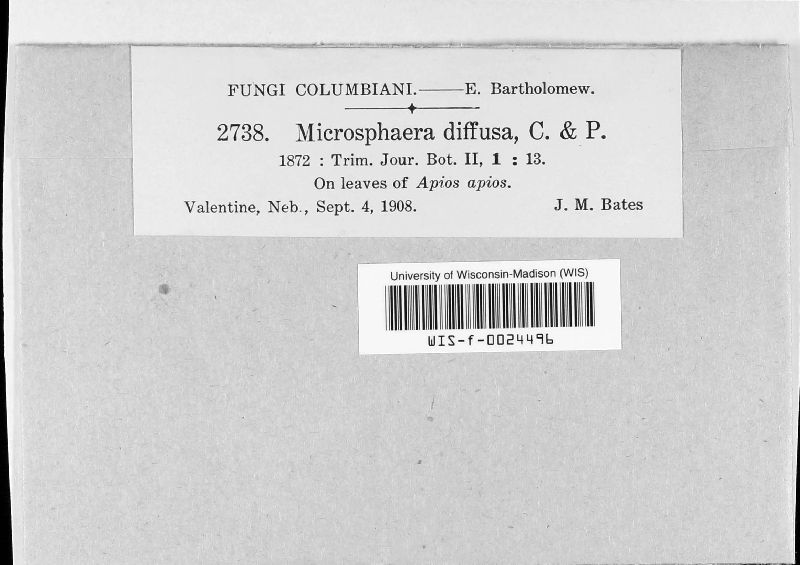 FUNGI COLUMBIANI.——E. Bartholomew.
2738. Microsphaera diffusa, C. & P.
1872 : Trim. Jour. Bot. II, 1 : 13.
On leaves of Apios apios.
Valentine, Neb., Sept. 4, 1908. J. M. Bates
University of Wisconsin-Madison (WIS)
WIS-f-0024496